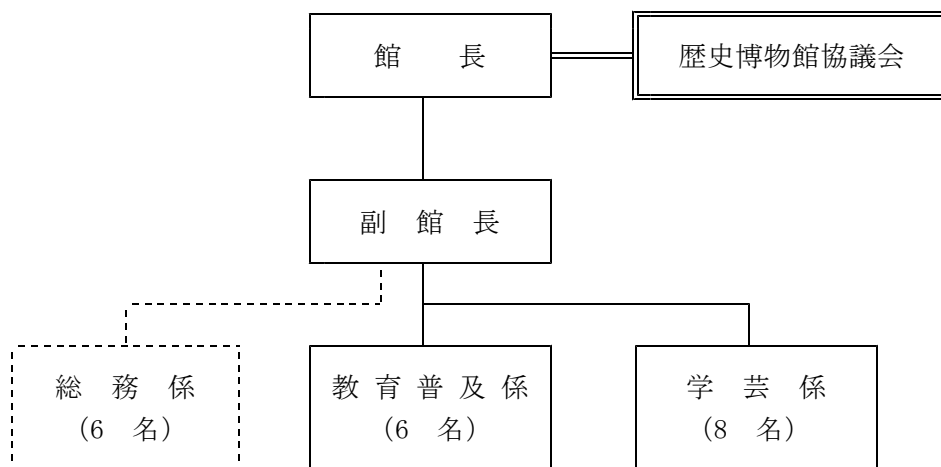 館　長
歴史博物館協議会
副　館　長
総　務　係
（6　名）
教 育 普 及 係
（6　名）
学　芸　係
（8　名）